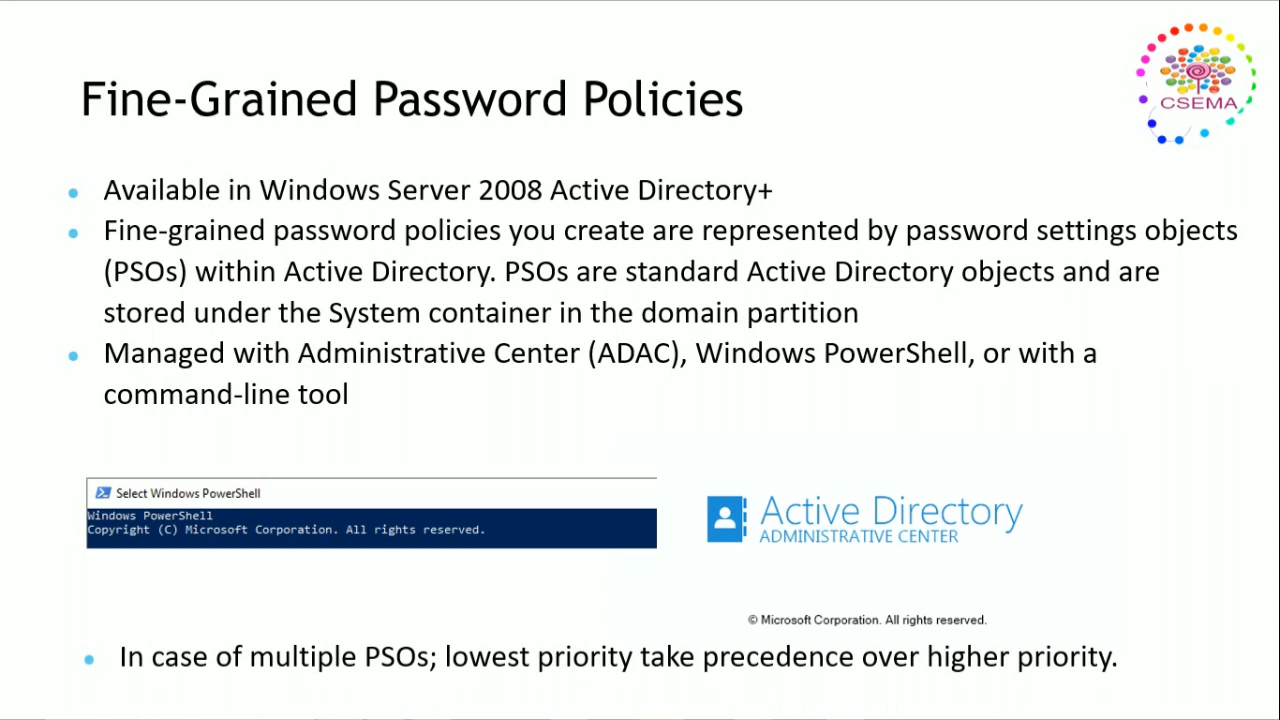 CSEMA
Fine-Grained Password Policies
Available in Windows Server 2008 Active Directory+
Fine-grained password policies you create are represented by password settings objects
(PSOs) within Active Directory. PSOs are standard Active Directory objects and are
stored under the System container in the domain partition
Managed with Administrative Center (ADAC), Windows PowerShell, or with a
command-line tool
Select Windows PowerShell
Windows PowerShell
Copyright (C) Microsoft Corporation. All rights reserved.
Active Directory
ADMINISTRATIVE CENTER
© Microsoft Corporation. All rights reserved.
In case of multiple PSOs; lowest priority take precedence over higher priority.